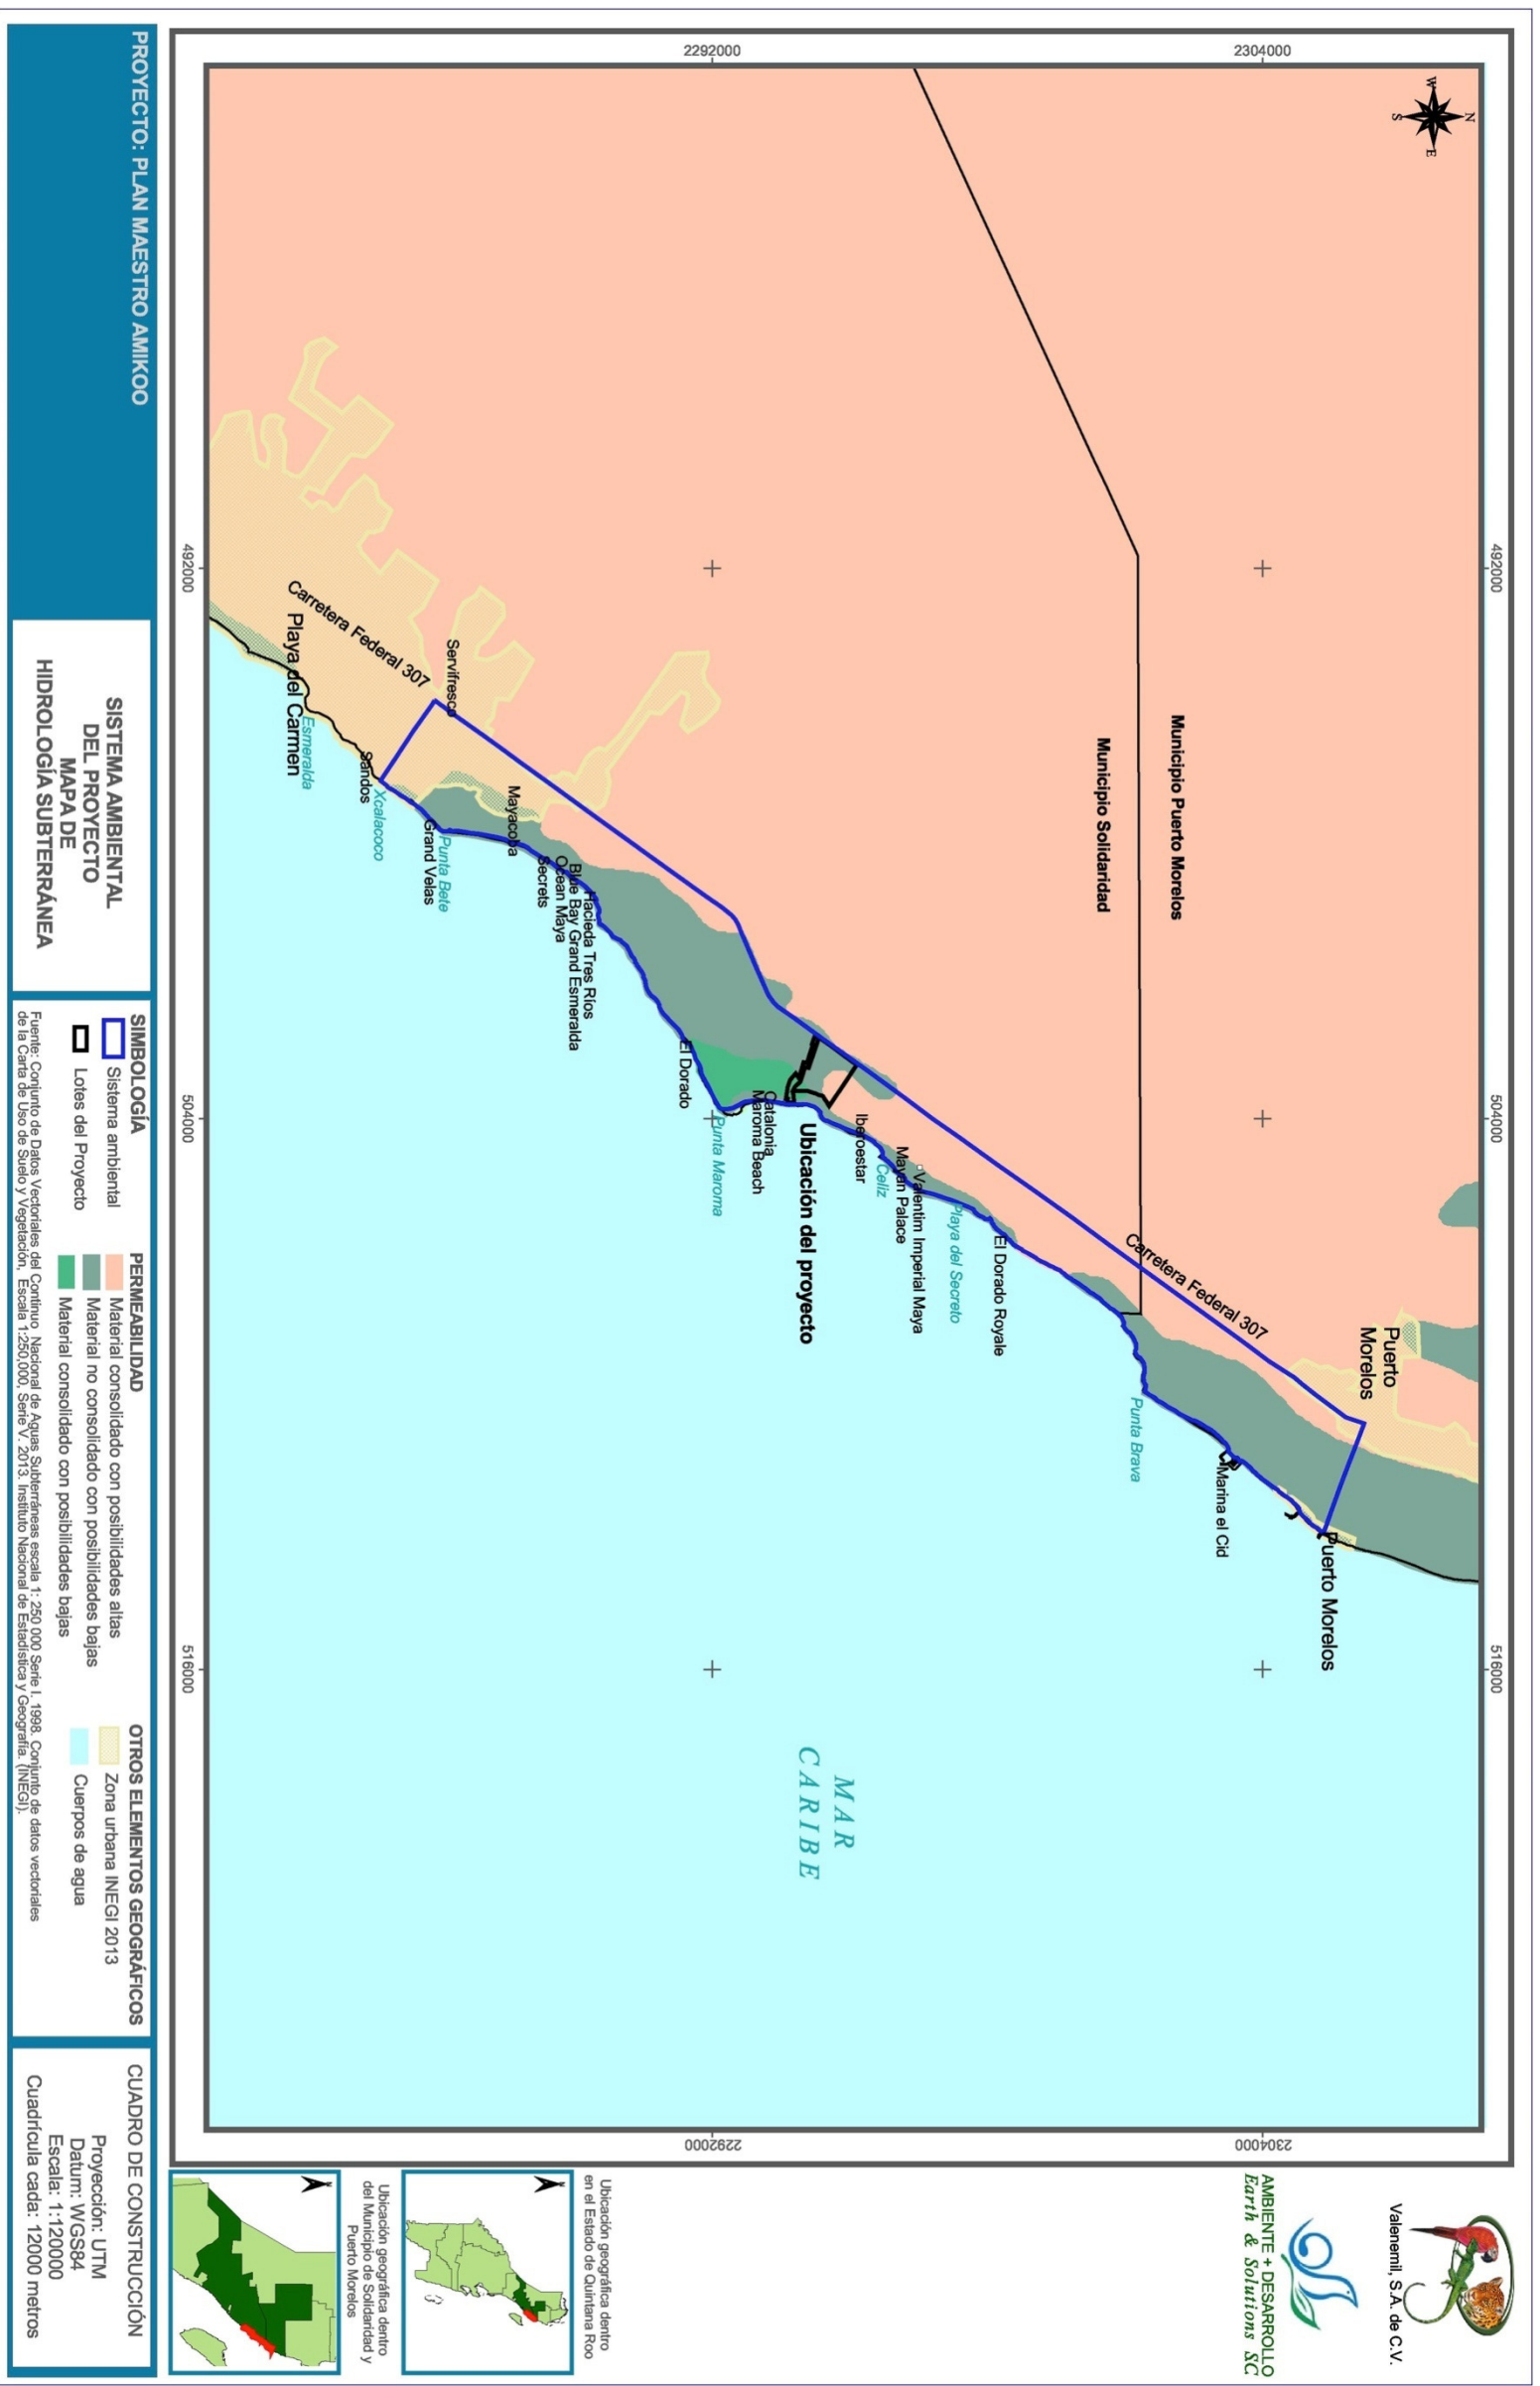 2292000
2304000
N
W
E
S
492000
492000
504000
504000
516000
516000
2292000
2304000
Municipio Puerto Morelos
Municipio Solidaridad
Carretera Federal 307
Carretera Federal 307
Puerto
Morelos
Puerto Morelos
Marina el Cid
Punta Brava
El Dorado Royale
Playa del Secreto
Valentim Imperial Maya
Mayan Palace
Celiz
Iberoestar
Ubicación del proyecto
Catalonia
Maroma Beach
Punta Maroma
El Dorado
Hacieda Tres Ríos
Blue Bay Grand Esmeralda
Ocean Maya
Secrets
Mayacoba
Servifresco
Punta Bete
Grand Velas
Xcalacoco
Sandos
Esmeralda
Playa del Carmen
MAR
CARIBE
Valenemil, S.A. de C.V.
AMBIENTE + DESARROLLO
Earth & Solutions SC
Ubicación geográfica dentro
en el Estado de Quintana Roo
Ubicación geográfica dentro
del Municipio de Solidaridad y
Puerto Morelos
PROYECTO: PLAN MAESTRO AMIKOO
SISTEMA AMBIENTAL
DEL PROYECTO
MAPA DE
HIDROLOGÍA SUBTERRÁNEA
SIMBOLOGÍA
Sistema ambiental
Lotes del Proyecto
PERMEABILIDAD
Material consolidado con posibilidades altas
Material no consolidado con posibilidades bajas
Material consolidado con posibilidades bajas
OTROS ELEMENTOS GEOGRÁFICOS
Zona urbana INEGI 2013
Cuerpos de agua
Fuente: Conjunto de Datos Vectoriales del Continuo Nacional de Aguas Subterráneas escala 1: 250 000 Serie I. 1998. Conjunto de datos vectoriales
de la Carta de Uso de Suelo y Vegetación, Escala 1:250,000, Serie V. 2013. Instituto Nacional de Estadística y Geografía. (INEGI).
CUADRO DE CONSTRUCCIÓN
Proyección: UTM
Datum: WGS84
Escala: 1:120000
Cuadrícula cada: 12000 metros